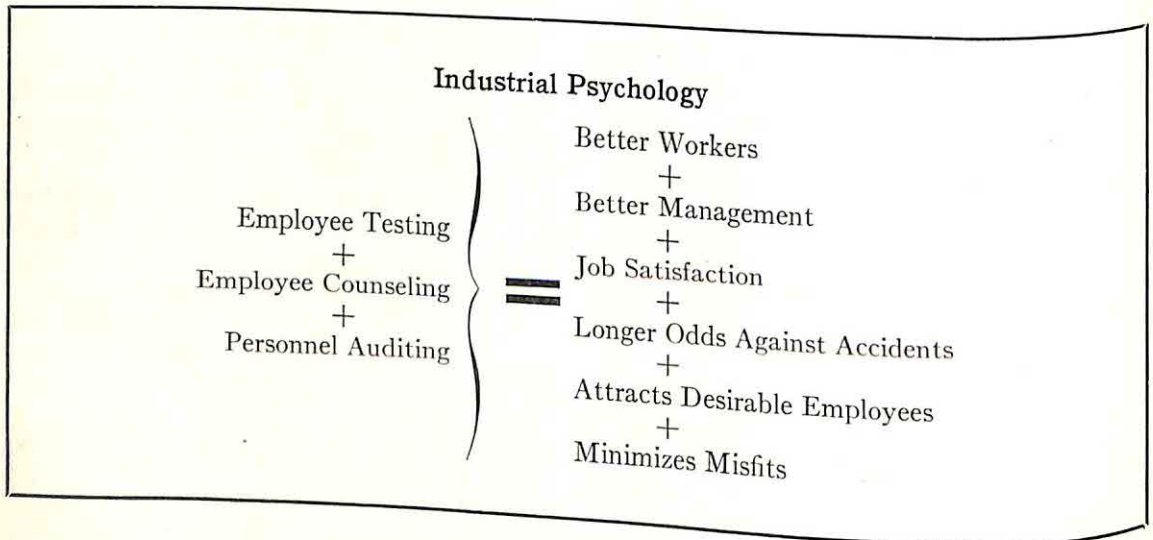 Industrial Psychology
Employee Testing
+
Employee Counseling
+
Personnel Auditing
=
Better Workers
+
Better Management
+
Job Satisfaction
+
Longer Odds Against Accidents
+
Attracts Desirable Employees
+
Minimizes Misfits